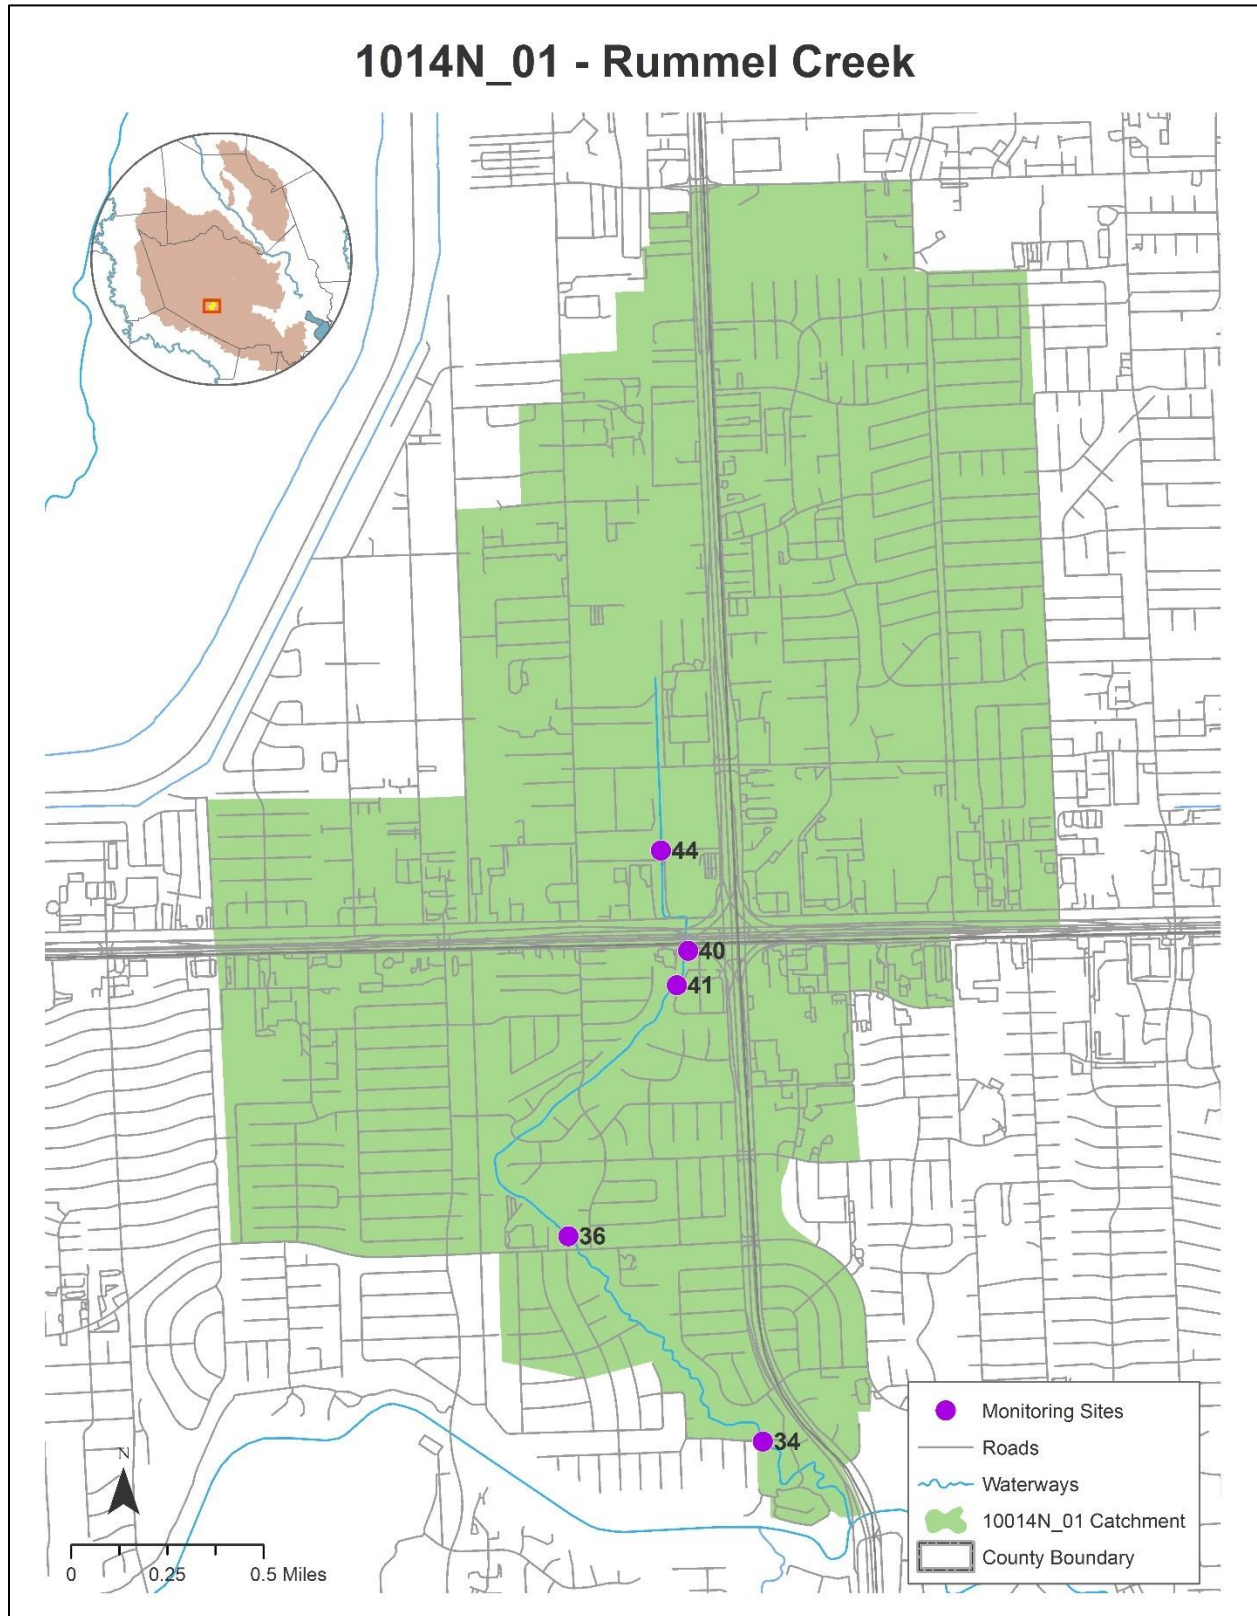 1014N_01 - Rummel Creek
44
40
41
36
34
N
0 0.25 0.5 Miles
Monitoring Sites
Roads
Waterways
10014N_01 Catchment
County Boundary